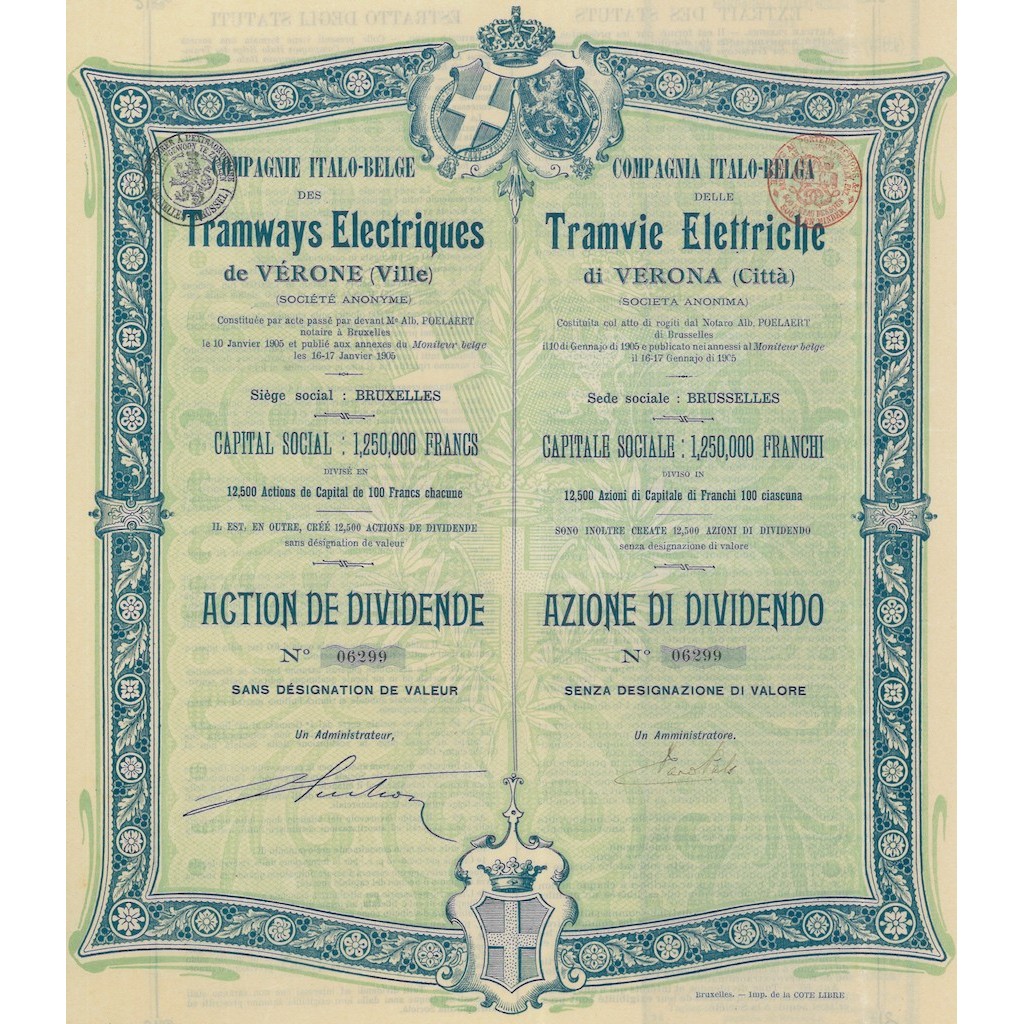 COMPAGNIE ITALO-BELGE
DES
Tramways Electriques
de VÉRONE (Ville)
(SOCIÉTÉ ANONYME)
Constituée par acte passé par devant Me Alb. POELAERT
notaire à Bruxelles
le 10 Janvier 1905 et publié aux annexes du Moniteur belge
les 16-17 Janvier 1905
Siège social : BRUXELLES
CAPITAL SOCIAL : 1,250,000 FRANCS
DIVISÉ EN
12,500 Actions de Capital de 100 Francs chacune
IL EST, EN OUTRE, CRÉÉ 12,500 ACTIONS DE DIVIDENDE
sans désignation de valeur
ACTION DE DIVIDENDE
No 06299
SANS DÉSIGNATION DE VALEUR
Un Administrateur,
COMPAGNIA ITALO-BELGA
DELLE
Tramvie Elettriche
di VERONA (Città)
(SOCIETA ANONIMA)
Costituita col atto di rogiti dal Notaro Alb. POELAERT
di Brusselles
il 10 di Gennajo di 1905 e publicato nei annessi al Moniteur belge
il 16-17 Gennajo di 1905
Sede sociale : BRUSSELLES
CAPITALE SOCIALE : 1,250,000 FRANCHI
DIVISO IN
12,500 Azioni di Capitale di Franchi 100 ciascuna
SONO INOLTRE CREATE 12,500 AZIONI DI DIVIDENDO
senza designazione di valore
AZIONE DI DIVIDENDO
No 06299
SENZA DESIGNAZIONE DI VALORE
Un Amministratore.
Bruxelles. — Imp. de la COTE LIBRE